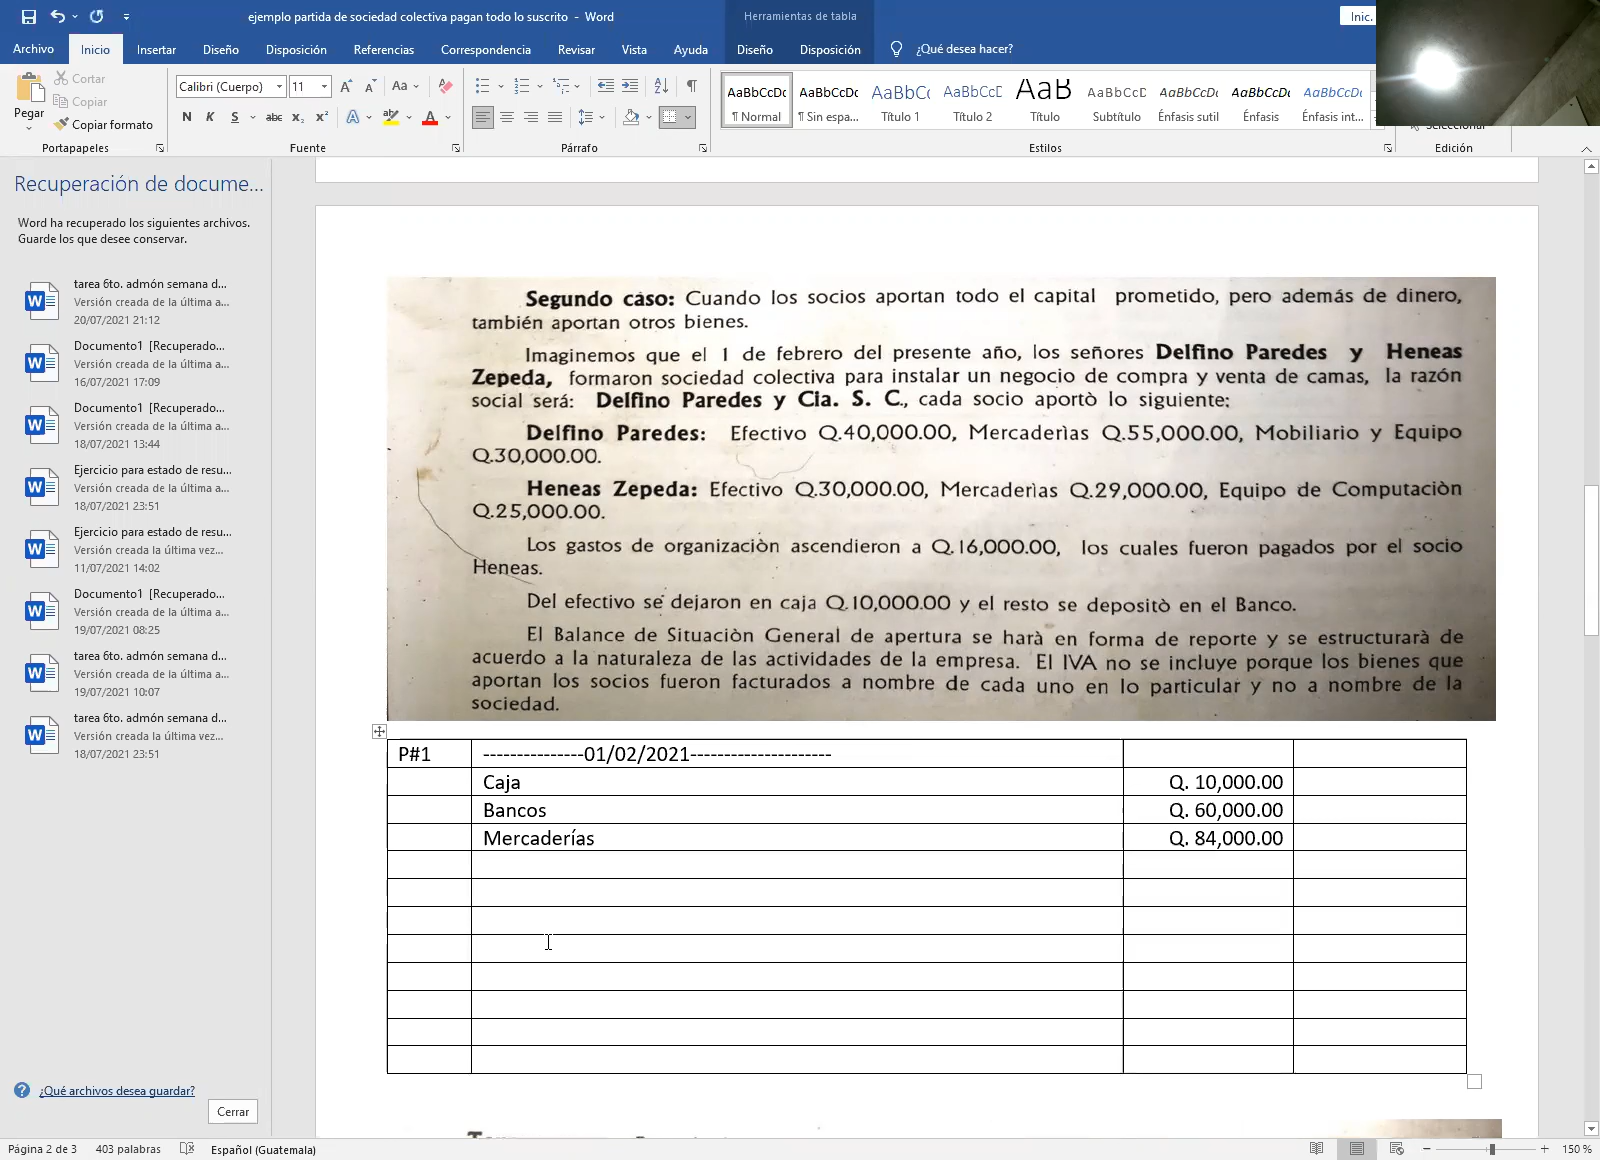 ejemplo partida de sociedad colectiva pagan todo lo suscrito - Word
Herramientas de tabla
Inic.
Archivo Inicio Insertar Diseño Disposición Referencias Correspondencia Revisar Vista Ayuda Diseño Disposición ¿Qué desea hacer?
Pegar
Cortar
Copiar
Copiar formato
Portapapeles
Calibri (Cuerpo) 11
N K S abc x₂ x²
Fuente
Párrafo
AaBbCcDc AaBbCcDc AaBbC( AaBbCcD AaB AaBbCcD AaBbCcDc AaBbCcDc AaBbCcDc
¶ Normal ¶ Sin espa... Título 1 Título 2 Título Subtítulo Énfasis sutil Énfasis Énfasis int...
Estilos
Seleccionar
Edición
Recuperación de docume...
Word ha recuperado los siguientes archivos.
Guarde los que desee conservar.
tarea 6to. admón semana d...
Versión creada de la última a...
20/07/2021 21:12
Documento1 [Recuperado...
Versión creada de la última a...
16/07/2021 17:09
Documento1 [Recuperado...
Versión creada de la última a...
18/07/2021 13:44
Ejercicio para estado de resu...
Versión creada de la última a...
18/07/2021 23:51
Ejercicio para estado de resu...
Versión creada la última vez...
11/07/2021 14:02
Documento1 [Recuperado...
Versión creada de la última a...
19/07/2021 08:25
tarea 6to. admón semana d...
Versión creada de la última a...
19/07/2021 10:07
tarea 6to. admón semana d...
Versión creada la última vez...
18/07/2021 23:51
¿Qué archivos desea guardar?
Cerrar
Segundo caso: Cuando los socios aportan todo el capital prometido, pero además de dinero,
también aportan otros bienes.
Imaginemos que el 1 de febrero del presente año, los señores Delfino Paredes y Heneas
Zepeda, formaron sociedad colectiva para instalar un negocio de compra y venta de camas, la razón
social será: Delfino Paredes y Cia. S. C., cada socio aportò lo siguiente:
Delfino Paredes: Efectivo Q.40,000.00, Mercaderìas Q.55,000.00, Mobiliario y Equipo
Q.30,000.00.
Heneas Zepeda: Efectivo Q.30,000.00, Mercaderìas Q.29,000.00, Equipo de Computaciòn
Q.25,000.00.
Los gastos de organizaciòn ascendieron a Q.16,000.00, los cuales fueron pagados por el socio
Heneas.
Del efectivo se dejaron en caja Q.10,000.00 y el resto se depositò en el Banco.
El Balance de Situaciòn General de apertura se harà en forma de reporte y se estructurarà de
acuerdo a la naturaleza de las actividades de la empresa. El IVA no se incluye porque los bienes que
aportan los socios fueron facturados a nombre de cada uno en lo particular y no a nombre de la
sociedad.
P#1 ---------------01/02/2021---------------------
Caja Q. 10,000.00
Bancos Q. 60,000.00
Mercaderías Q. 84,000.00
Página 2 de 3 403 palabras Español (Guatemala) 150 %